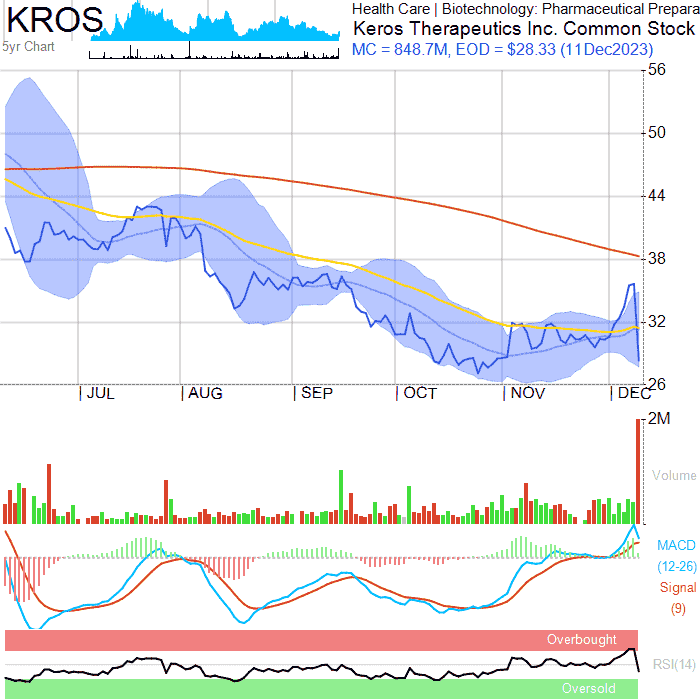 KROS
5yr Chart
Health Care | Biotechnology: Pharmaceutical Prepara
Keros Therapeutics Inc. Common Stock
MC = 848.7M, EOD = $28.33 (11Dec2023)
56
50
44
38
32
26
JUL
AUG
SEP
OCT
NOV
DEC
2M
Volume
MACD
(12-26)
Signal
(9)
Overbought
RSI(14)
Oversold